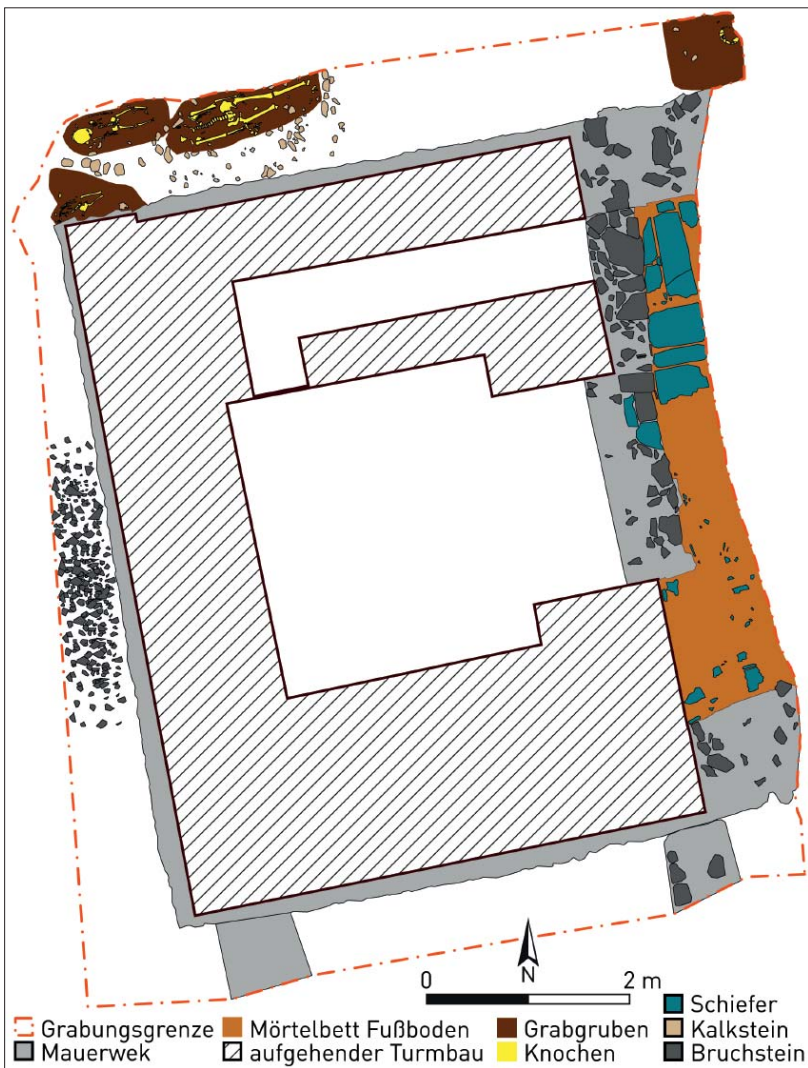 0 2 m
N
Schiefer
Grabungsgrenze Mörtelbett Fußboden Grabgruben Kalkstein
Mauerwek aufgehender Turmbau Knochen Bruchstein